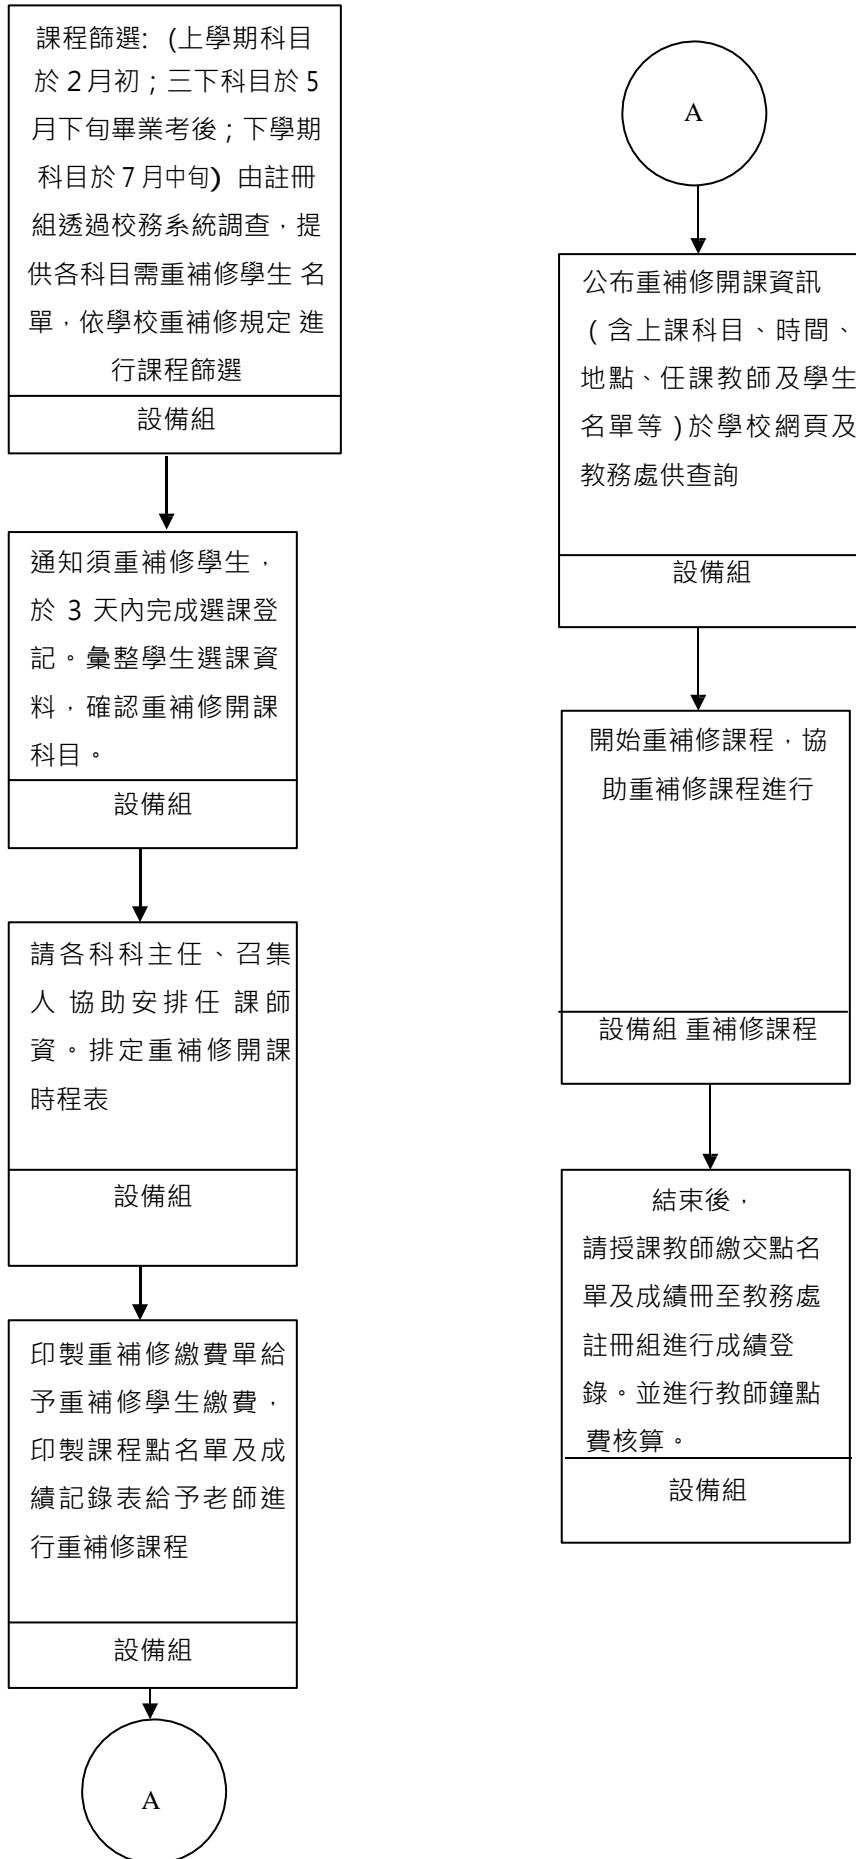 課程篩選: (上學期科目
於 2 月初；三下科目於 5
月下旬畢業考後；下學期
科目於 7 月中旬) 由註冊
組透過校務系統調查，提
供各科目需重補修學生 名
單，依學校重補修規定 進
行課程篩選
設備組
通知須重補修學生，
於 3 天內完成選課登
記。彙整學生選課資
料，確認重補修開課
科目。
設備組
請各科科主任、召集
人 協助安排任 課師
資。排定重補修開課
時程表
設備組
印製重補修繳費單給
予重補修學生繳費，
印製課程點名單及成
績記錄表給予老師進
行重補修課程
設備組
A
A
公布重補修開課資訊
(含上課科目、時間、
地點、任課教師及學生
名單等)於學校網頁及
教務處供查詢
設備組
開始重補修課程，協
助重補修課程進行
設備組 重補修課程
結束後，
請授課教師繳交點名
單及成績冊至教務處
註冊組進行成績登
錄。並進行教師鐘點
費核算。
設備組